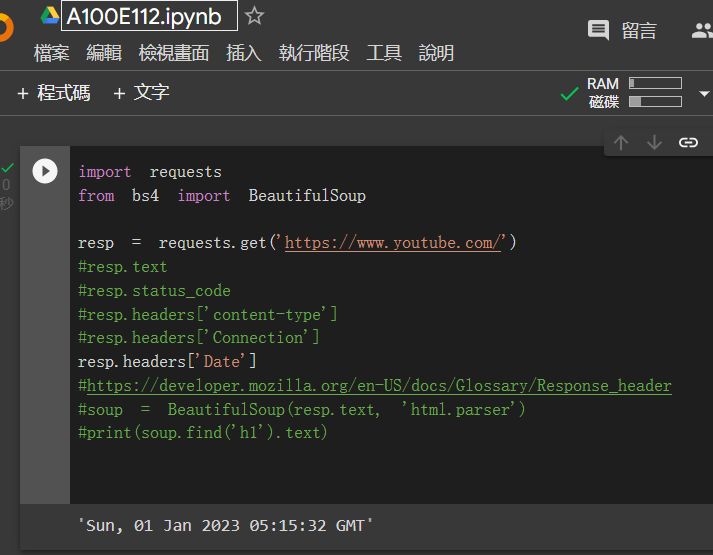 A100E112.ipynb
留言
檔案 編輯 檢視畫面 插入 執行階段 工具 說明
+ 程式碼 + 文字
RAM
磁碟
0
秒
import requests
from bs4 import BeautifulSoup
resp = requests.get('https://www.youtube.com/')
#resp.text
#resp.status_code
#resp.headers['content-type']
#resp.headers['Connection']
resp.headers['Date']
#https://developer.mozilla.org/en-US/docs/Glossary/Response_header
#soup = BeautifulSoup(resp.text, 'html.parser')
#print(soup.find('h1').text)
'Sun, 01 Jan 2023 05:15:32 GMT'